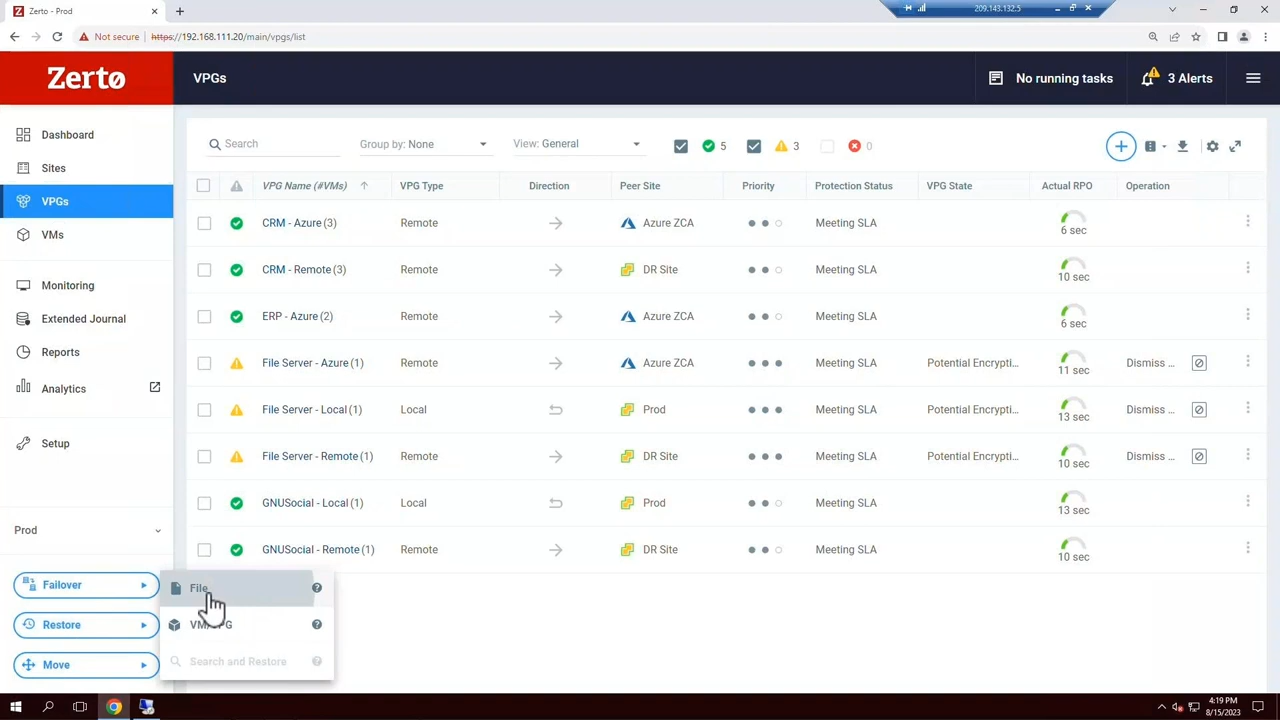 Z Zerto - Prod
209.143.132.5
Not secure | https://192.168.111.20/main/vpgs/list
Zerto
VPGs
No running tasks
3 Alerts
Dashboard
Sites
VPGs
VMs
Monitoring
Extended Journal
Reports
Analytics
Setup
Prod
Failover
Restore
Move
Search
Group by: None
View: General
5
3
0
VPG Name (#VMs) VPG Type Direction Peer Site Priority Protection Status VPG State Actual RPO Operation
CRM - Azure (3) Remote Azure ZCA Meeting SLA 6 sec
CRM - Remote (3) Remote DR Site Meeting SLA 10 sec
ERP - Azure (2) Remote Azure ZCA Meeting SLA 6 sec
File Server - Azure (1) Remote Azure ZCA Meeting SLA Potential Encrypti... 11 sec Dismiss ...
File Server - Local (1) Local Prod Meeting SLA Potential Encrypti... 13 sec Dismiss ...
File Server - Remote (1) Remote DR Site Meeting SLA Potential Encrypti... 10 sec Dismiss ...
GNUSocial - Local (1) Local Prod Meeting SLA 13 sec
GNUSocial - Remote (1) Remote DR Site Meeting SLA 10 sec
File ?
VM/VPG ?
Search and Restore ?
4:19 PM
8/15/2023